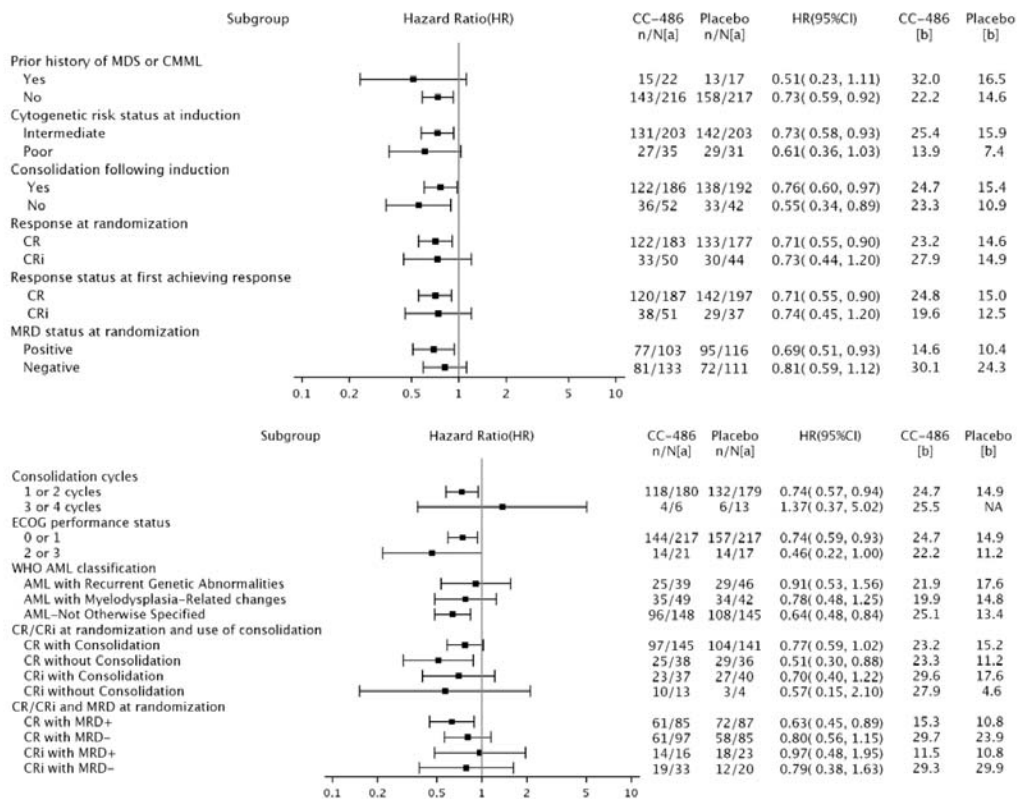 Subgroup Hazard Ratio(HR) CC-486 Placebo HR(95%CI) CC-486 Placebo
n/N[a] n/N[a] [b] [b]
Prior history of MDS or CMML
Yes 15/22 13/17 0.51( 0.23, 1.11) 32.0 16.5
No 143/216 158/217 0.73( 0.59, 0.92) 22.2 14.6
Cytogenetic risk status at induction
Intermediate 131/203 142/203 0.73( 0.58, 0.93) 25.4 15.9
Poor 27/35 29/31 0.61( 0.36, 1.03) 13.9 7.4
Consolidation following induction
Yes 122/186 138/192 0.76( 0.60, 0.97) 24.7 15.4
No 36/52 33/42 0.55( 0.34, 0.89) 23.3 10.9
Response at randomization
CR 122/183 133/177 0.71( 0.55, 0.90) 23.2 14.6
CRi 33/50 30/44 0.73( 0.44, 1.20) 27.9 14.9
Response status at first achieving response
CR 120/187 142/197 0.71( 0.55, 0.90) 24.8 15.0
CRi 38/51 29/37 0.74( 0.45, 1.20) 19.6 12.5
MRD status at randomization
Positive 77/103 95/116 0.69( 0.51, 0.93) 14.6 10.4
Negative 81/133 72/111 0.81( 0.59, 1.12) 30.1 24.3
0.1 0.2 0.5 1 2 5 10
Subgroup Hazard Ratio(HR) CC-486 Placebo HR(95%CI) CC-486 Placebo
n/N[a] n/N[a] [b] [b]
Consolidation cycles
1 or 2 cycles 118/180 132/179 0.74( 0.57, 0.94) 24.7 14.9
3 or 4 cycles 4/6 6/13 1.37( 0.37, 5.02) 25.5 NA
ECOG performance status
0 or 1 144/217 157/217 0.74( 0.59, 0.93) 24.7 14.9
2 or 3 14/21 14/17 0.46( 0.22, 1.00) 22.2 11.2
WHO AML classification
AML with Recurrent Genetic Abnormalities 25/39 29/46 0.91( 0.53, 1.56) 21.9 17.6
AML with Myelodysplasia-Related changes 35/49 34/42 0.78( 0.48, 1.25) 19.9 14.8
AML-Not Otherwise Specified 96/148 108/145 0.64( 0.48, 0.84) 25.1 13.4
CR/CRi at randomization and use of consolidation
CR with Consolidation 97/145 104/141 0.77( 0.59, 1.02) 23.2 15.2
CR without Consolidation 25/38 29/36 0.51( 0.30, 0.88) 23.3 11.2
CRi with Consolidation 23/37 27/40 0.70( 0.40, 1.22) 29.6 17.6
CRi without Consolidation 10/13 3/4 0.57( 0.15, 2.10) 27.9 4.6
CR/CRi and MRD at randomization
CR with MRD+ 61/85 72/87 0.63( 0.45, 0.89) 15.3 10.8
CR with MRD- 61/97 58/85 0.80( 0.56, 1.15) 29.7 23.9
CRi with MRD+ 14/16 18/23 0.97( 0.48, 1.95) 11.5 10.8
CRi with MRD- 19/33 12/20 0.79( 0.38, 1.63) 29.3 29.9
0.1 0.2 0.5 1 2 5 10